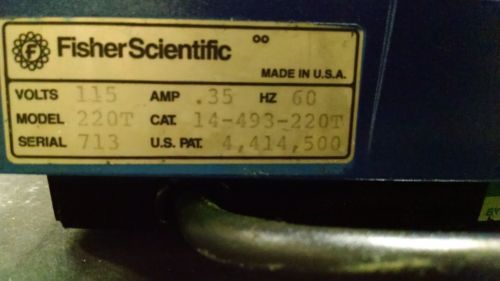 Fisher Scientific
MADE IN U.S.A.
VOLTS 115 AMP .35 HZ 60
MODEL 220T CAT. 14-493-220T
SERIAL 713 U.S. PAT. 4,414,500